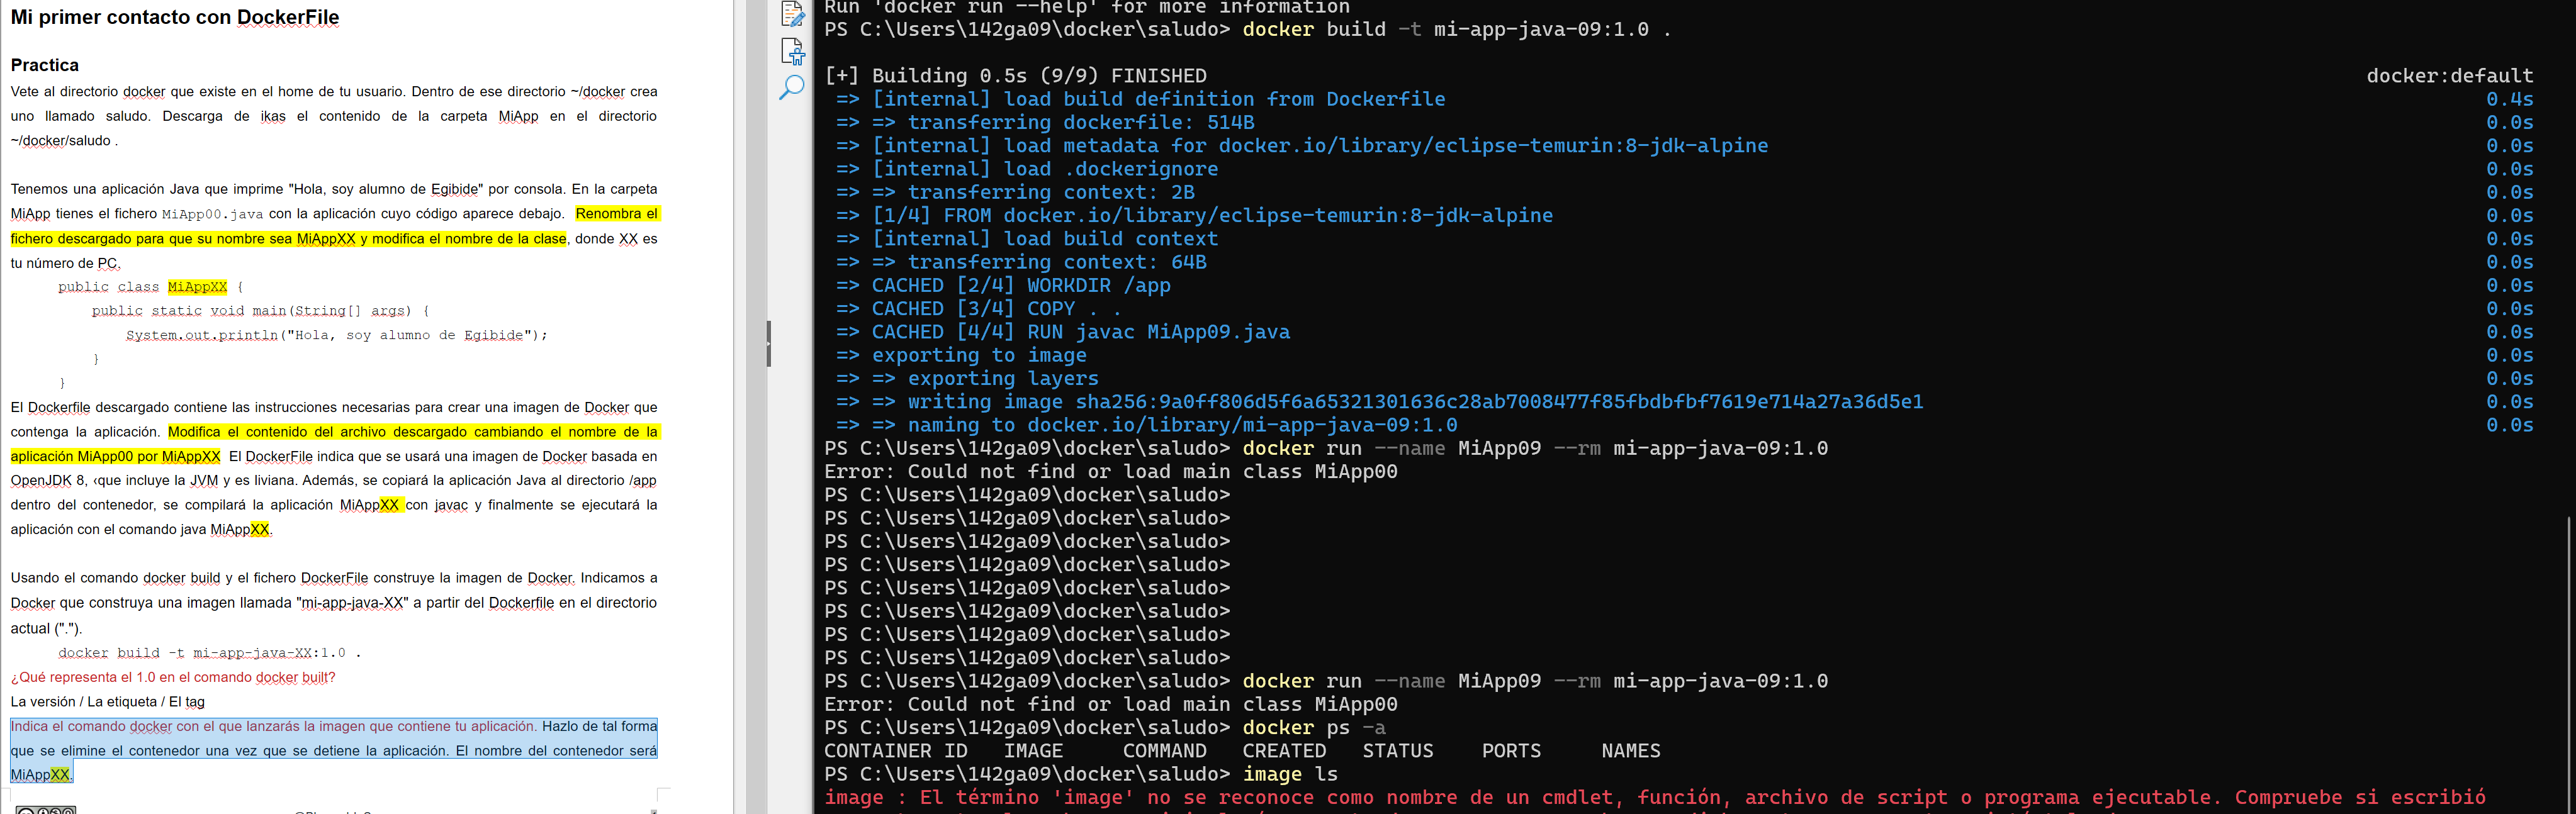 Mi primer contacto con DockerFile
Practica
Vete al directorio docker que existe en el home de tu usuario. Dentro de ese directorio ~/docker crea
uno llamado saludo. Descarga de ikas el contenido de la carpeta MiApp en el directorio
~/docker/saludo .
Tenemos una aplicación Java que imprime "Hola, soy alumno de Egibide" por consola. En la carpeta
MiApp tienes el fichero MiApp00.java con la aplicación cuyo código aparece debajo. Renombra el
fichero descargado para que su nombre sea MiAppXX y modifica el nombre de la clase, donde XX es
tu número de PC.
public class MiAppXX {
public static void main(String[] args) {
System.out.println("Hola, soy alumno de Egibide");
}
}
El Dockerfile descargado contiene las instrucciones necesarias para crear una imagen de Docker que
contenga la aplicación. Modifica el contenido del archivo descargado cambiando el nombre de la
aplicación MiApp00 por MiAppXX El DockerFile indica que se usará una imagen de Docker basada en
OpenJDK 8, ‹que incluye la JVM y es liviana. Además, se copiará la aplicación Java al directorio /app
dentro del contenedor, se compilará la aplicación MiAppXX con javac y finalmente se ejecutará la
aplicación con el comando java MiAppXX.
Usando el comando docker build y el fichero DockerFile construye la imagen de Docker. Indicamos a
Docker que construya una imagen llamada "mi-app-java-XX" a partir del Dockerfile en el directorio
actual (".").
docker build -t mi-app-java-XX:1.0 .
¿Qué representa el 1.0 en el comando docker built?
La versión / La etiqueta / El tag
Indica el comando docker con el que lanzarás la imagen que contiene tu aplicación. Hazlo de tal forma
que se elimine el contenedor una vez que se detiene la aplicación. El nombre del contenedor será
MiAppXX.
Run 'docker run --help' for more information
PS C:\Users\142ga09\docker\saludo> docker build -t mi-app-java-09:1.0 .
[+] Building 0.5s (9/9) FINISHED docker:default
=> [internal] load build definition from Dockerfile 0.4s
=> => transferring dockerfile: 514B 0.0s
=> [internal] load metadata for docker.io/library/eclipse-temurin:8-jdk-alpine 0.0s
=> [internal] load .dockerignore 0.0s
=> => transferring context: 2B 0.0s
=> [1/4] FROM docker.io/library/eclipse-temurin:8-jdk-alpine 0.0s
=> [internal] load build context 0.0s
=> => transferring context: 64B 0.0s
=> CACHED [2/4] WORKDIR /app 0.0s
=> CACHED [3/4] COPY . . 0.0s
=> CACHED [4/4] RUN javac MiApp09.java 0.0s
=> exporting to image 0.0s
=> => exporting layers 0.0s
=> => writing image sha256:9a0ff806d5f6a65321301636c28ab7008477f85fbdbfbf7619e714a27a36d5e1 0.0s
=> => naming to docker.io/library/mi-app-java-09:1.0 0.0s
PS C:\Users\142ga09\docker\saludo> docker run --name MiApp09 --rm mi-app-java-09:1.0
Error: Could not find or load main class MiApp00
PS C:\Users\142ga09\docker\saludo>
PS C:\Users\142ga09\docker\saludo>
PS C:\Users\142ga09\docker\saludo>
PS C:\Users\142ga09\docker\saludo>
PS C:\Users\142ga09\docker\saludo>
PS C:\Users\142ga09\docker\saludo>
PS C:\Users\142ga09\docker\saludo>
PS C:\Users\142ga09\docker\saludo>
PS C:\Users\142ga09\docker\saludo> docker run --name MiApp09 --rm mi-app-java-09:1.0
Error: Could not find or load main class MiApp00
PS C:\Users\142ga09\docker\saludo> docker ps -a
CONTAINER ID IMAGE COMMAND CREATED STATUS PORTS NAMES
PS C:\Users\142ga09\docker\saludo> image ls
image : El término 'image' no se reconoce como nombre de un cmdlet, función, archivo de script o programa ejecutable. Compruebe si escribió